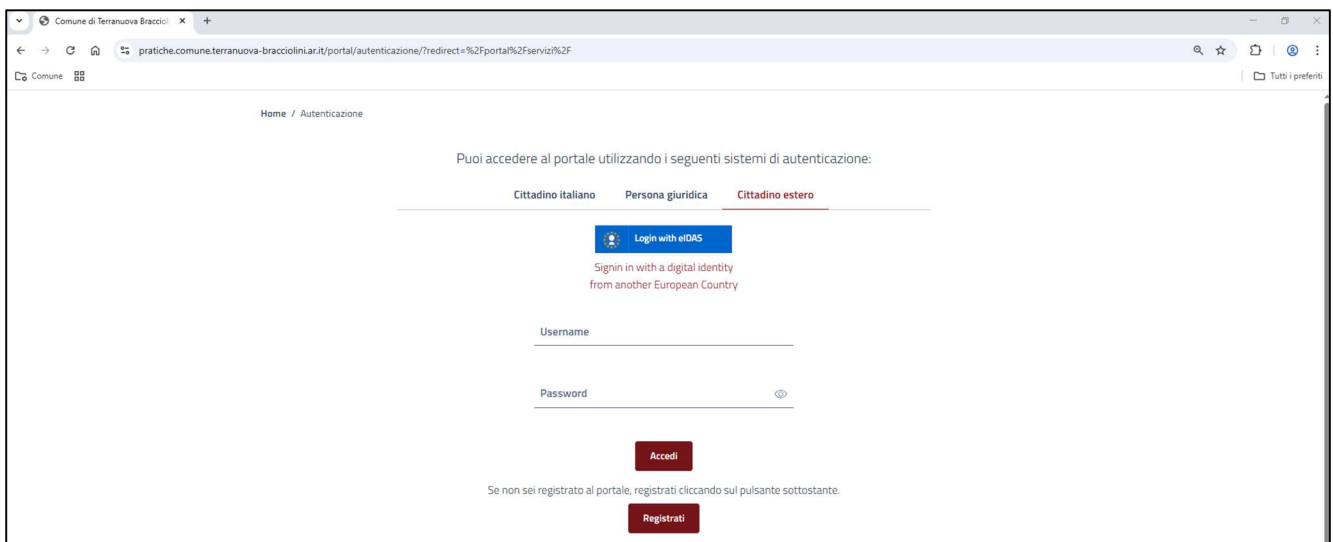 Comune di Terranuova Bracciol
pratiche.comune.terranuova-bracciolini.ar.it/portal/autenticazione/?redirect=%2Fportal%2Fservizi%2F
Comune
Tutti i preferiti
Home / Autenticazione
Puoi accedere al portale utilizzando i seguenti sistemi di autenticazione:
Cittadino italiano Persona giuridica Cittadino estero
Login with eIDAS
Signin in with a digital identity
from another European Country
Username
Password
Accedi
Se non sei registrato al portale, registrati cliccando sul pulsante sottostante.
Registrati